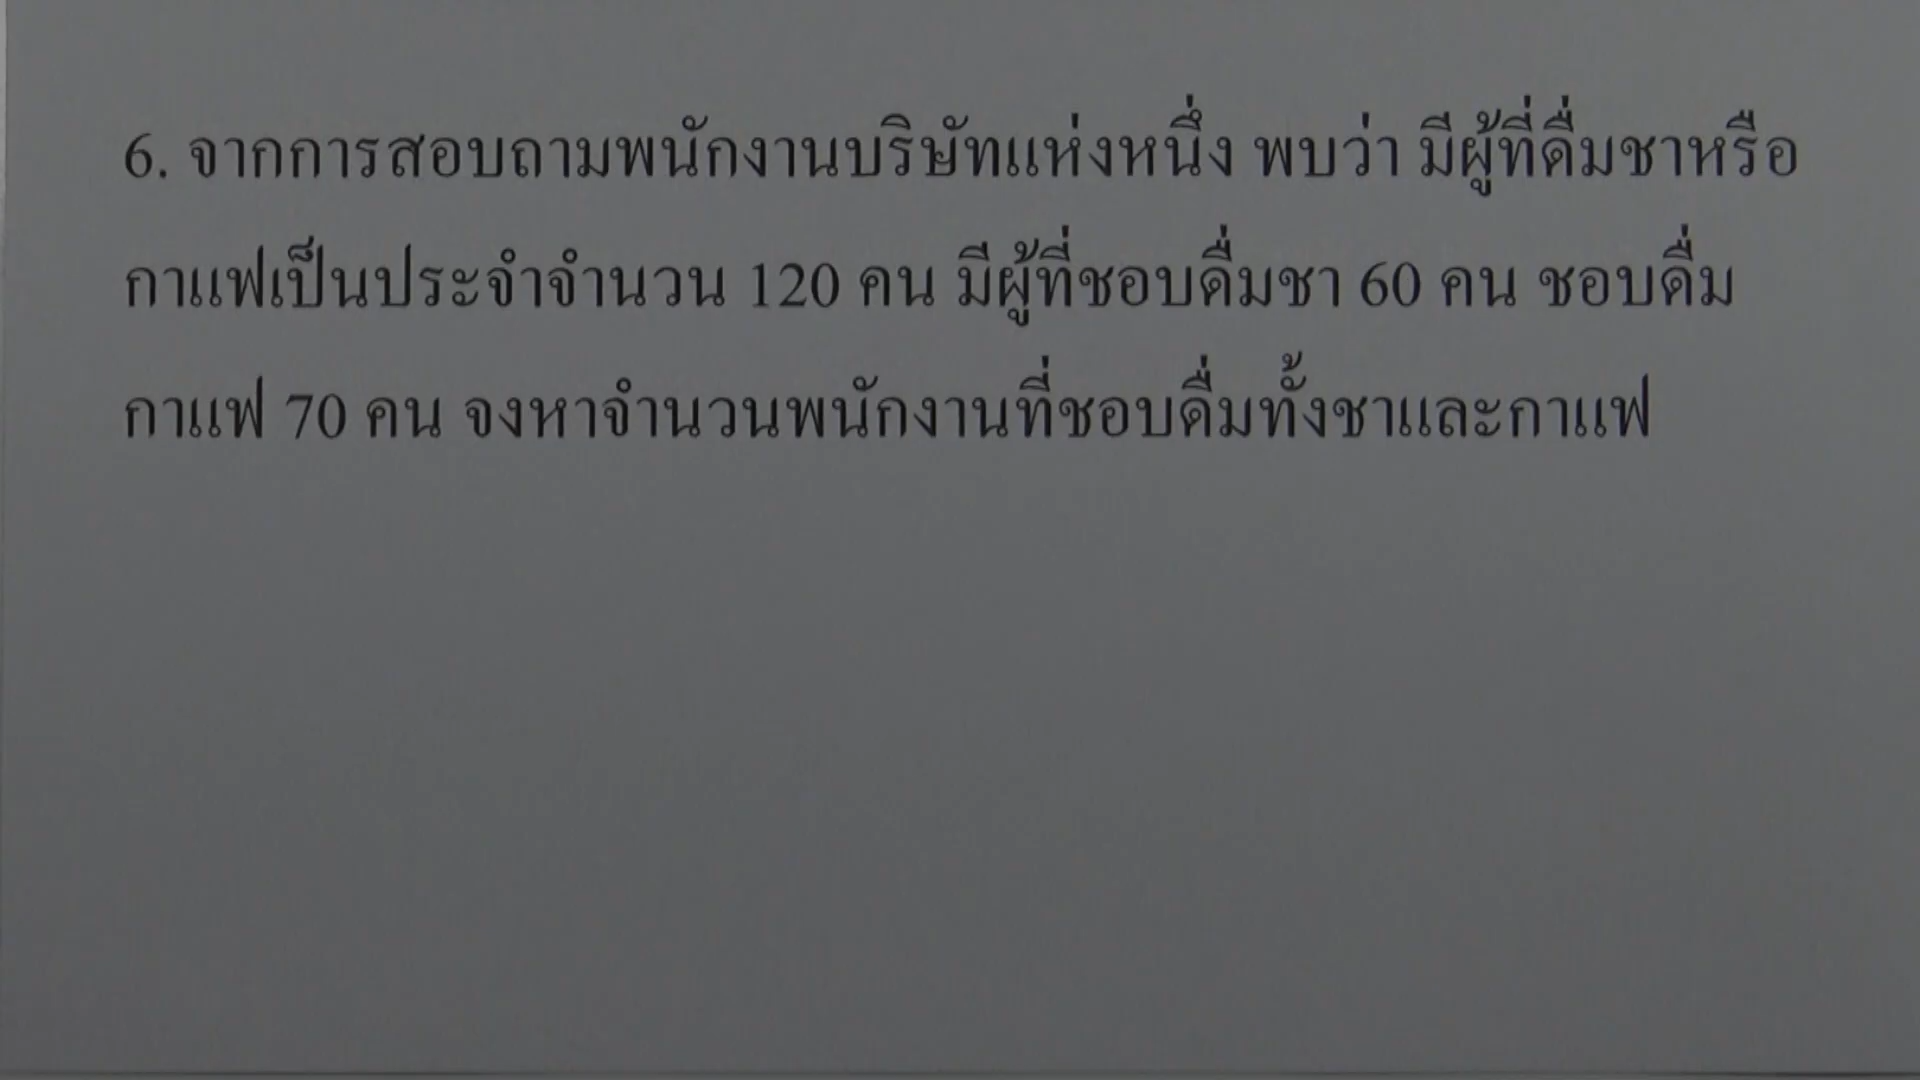 6. จากการสอบถามพนักงานบริษัทแห่งหนึ่ง พบว่า มีผู้ที่ดื่มชาหรือ
กาแฟเป็นประจำจำนวน 120 คน มีผู้ที่ชอบดื่มชา 60 คน ชอบดื่ม
กาแฟ 70 คน จงหาจำนวนพนักงานที่ชอบดื่มทั้งชาและกาแฟ